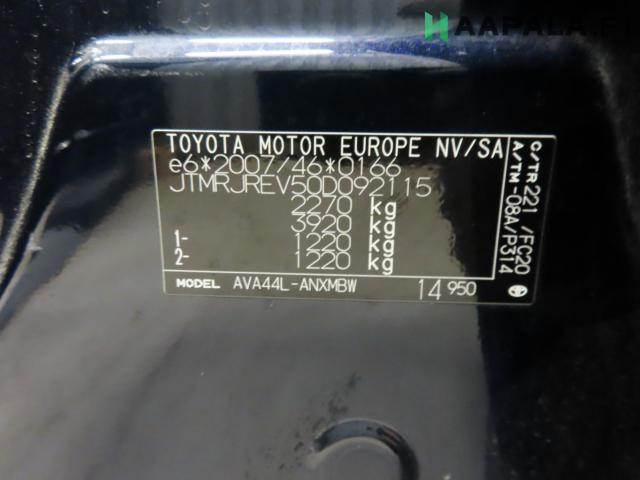 HAAPALA.FI
TOYOTA MOTOR EUROPE NV/SA
e6*2007/46*0166
JTMRJREV50D092115
2270 kg
3920 kg
1- 1220 kg
2- 1220 kg
MODEL AVA44L-ANXMBW 14 950
C/TR 221 /FC20
A/TM -08A/P314